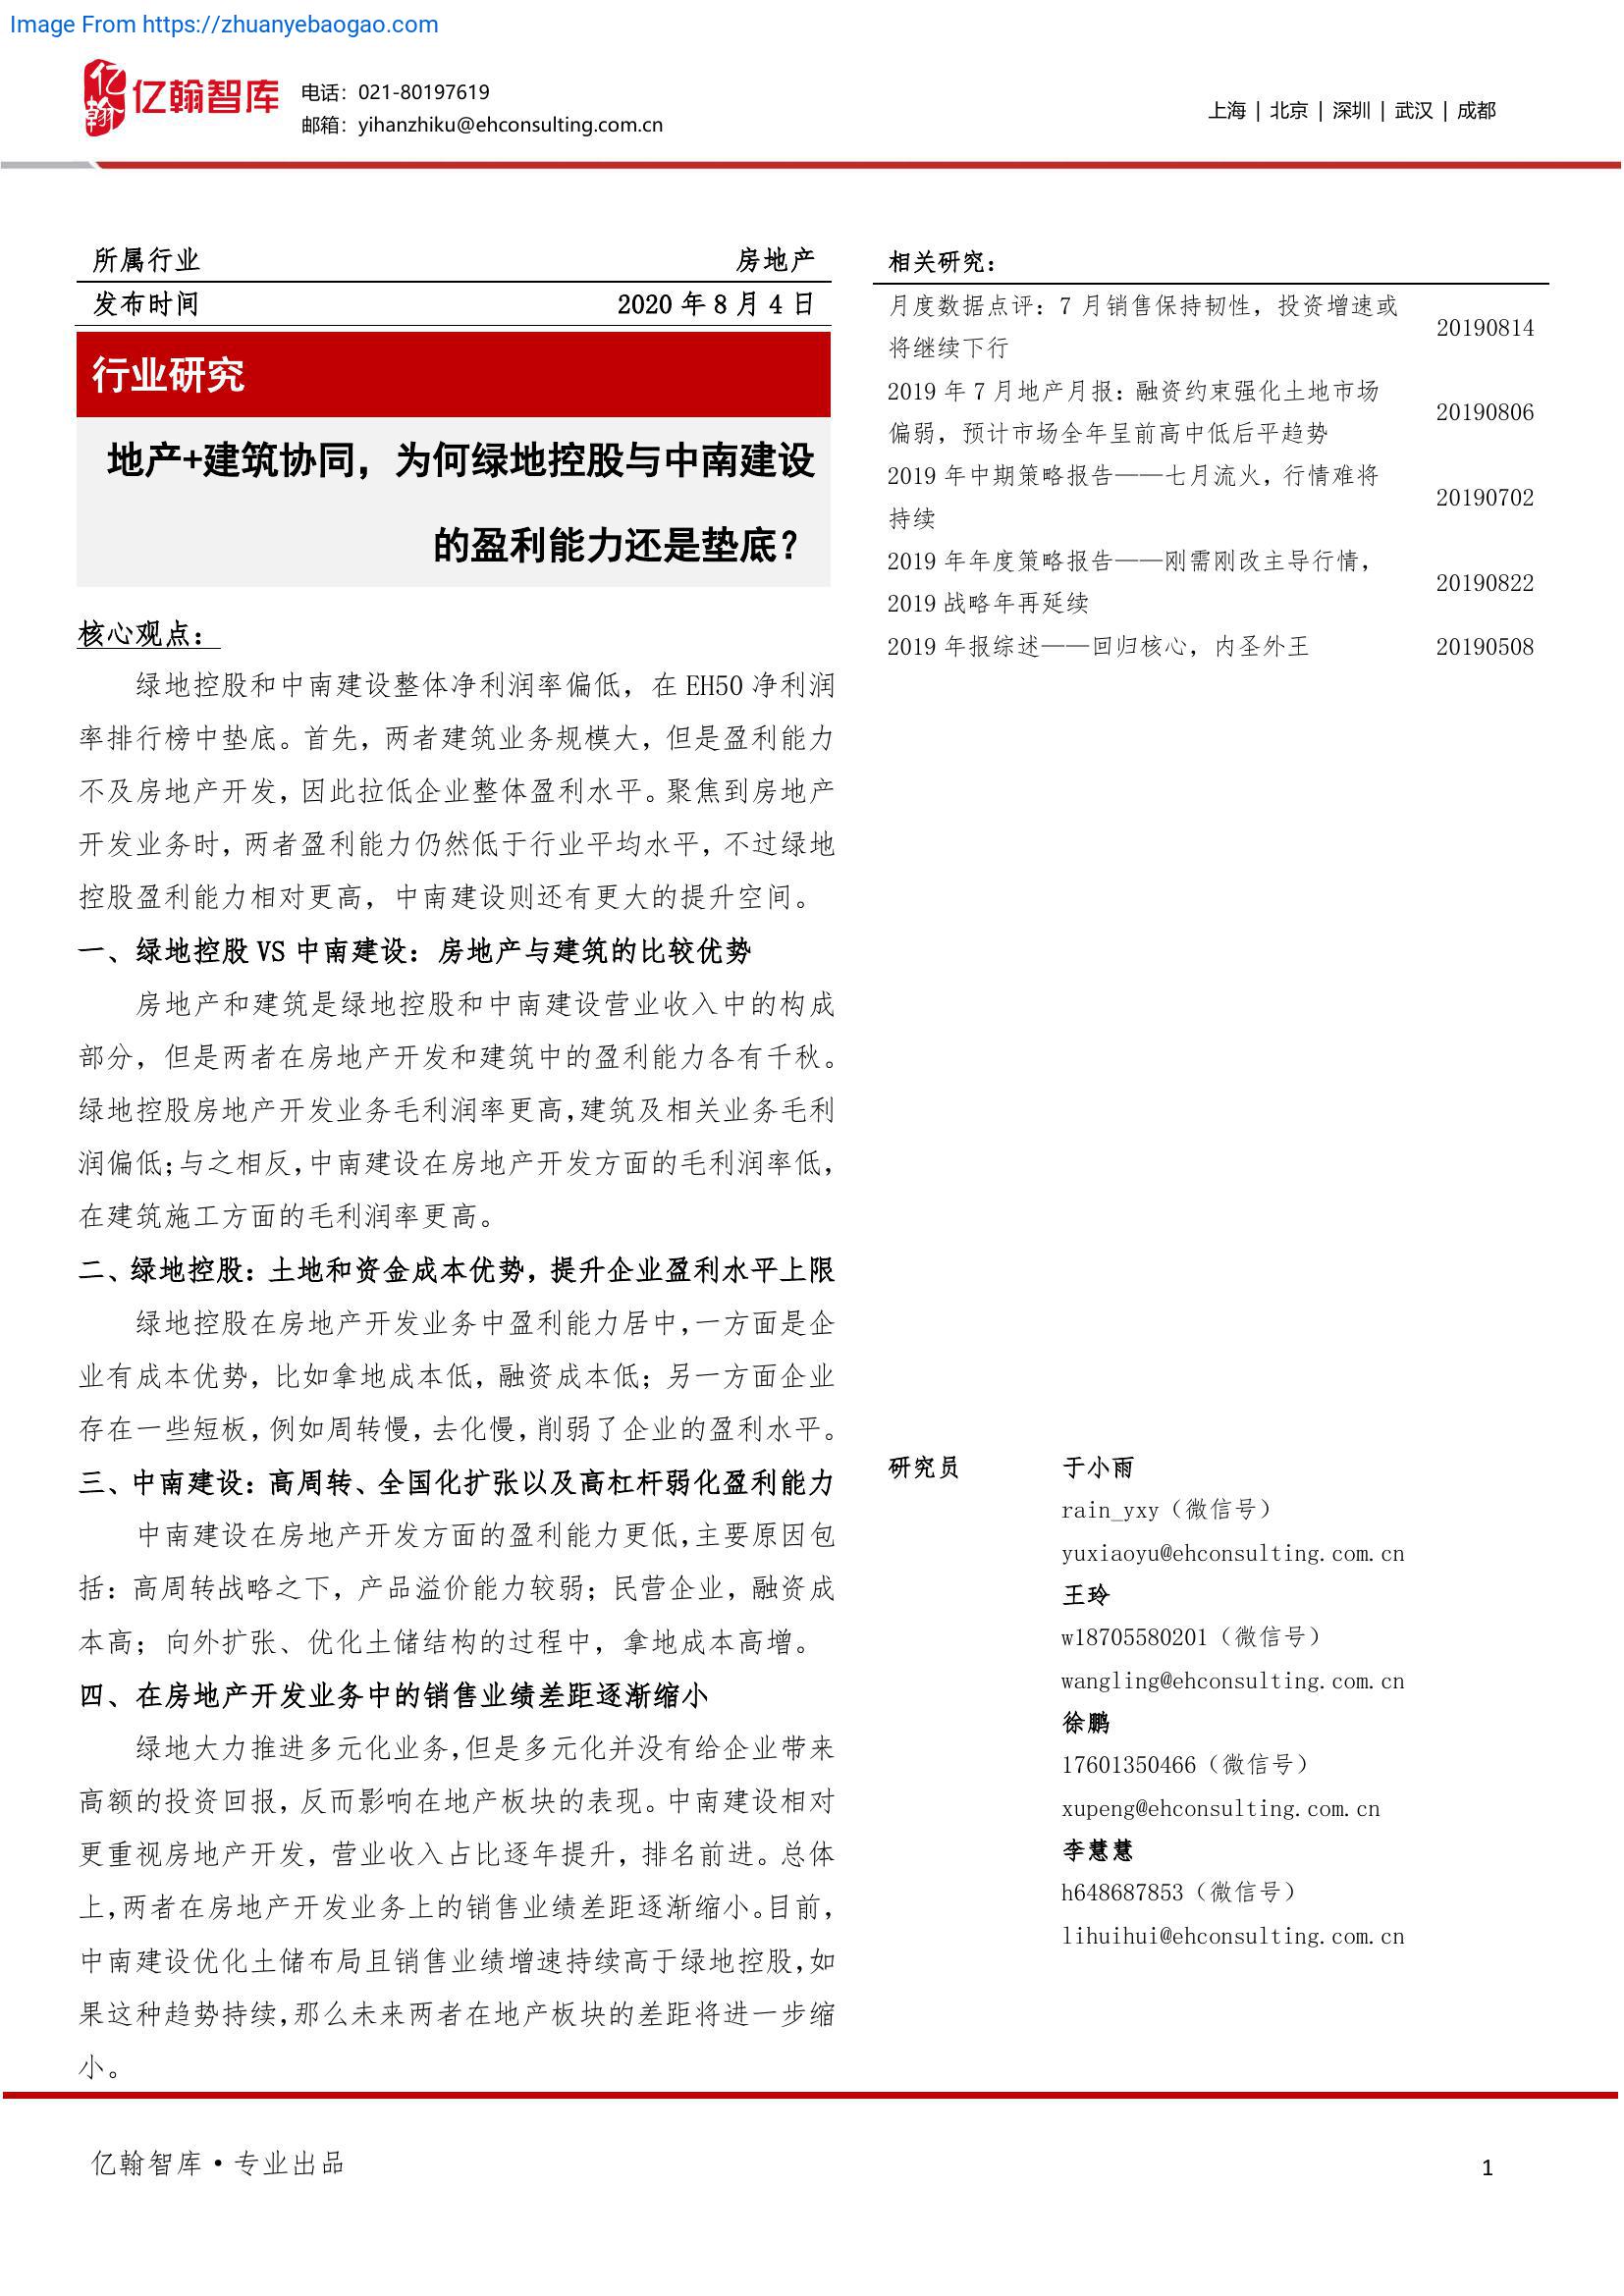 Image From https://zhuanyebaogao.com
亿翰
亿翰智库
电话：021-80197619
邮箱：yihanzhiku@ehconsulting.com.cn
上海 | 北京 | 深圳 | 武汉 | 成都
所属行业 房地产
发布时间 2020 年 8 月 4 日
行业研究
地产+建筑协同，为何绿地控股与中南建设
的盈利能力还是垫底？
核心观点：
绿地控股和中南建设整体净利润率偏低，在 EH50 净利润
率排行榜中垫底。首先，两者建筑业务规模大，但是盈利能力
不及房地产开发，因此拉低企业整体盈利水平。聚焦到房地产
开发业务时，两者盈利能力仍然低于行业平均水平，不过绿地
控股盈利能力相对更高，中南建设则还有更大的提升空间。
一、绿地控股 VS 中南建设：房地产与建筑的比较优势
房地产和建筑是绿地控股和中南建设营业收入中的构成
部分，但是两者在房地产开发和建筑中的盈利能力各有千秋。
绿地控股房地产开发业务毛利润率更高，建筑及相关业务毛利
润偏低；与之相反，中南建设在房地产开发方面的毛利润率低，
在建筑施工方面的毛利润率更高。
二、绿地控股：土地和资金成本优势，提升企业盈利水平上限
绿地控股在房地产开发业务中盈利能力居中，一方面是企
业有成本优势，比如拿地成本低，融资成本低；另一方面企业
存在一些短板，例如周转慢，去化慢，削弱了企业的盈利水平。
三、中南建设：高周转、全国化扩张以及高杠杆弱化盈利能力
中南建设在房地产开发方面的盈利能力更低，主要原因包
括：高周转战略之下，产品溢价能力较弱；民营企业，融资成
本高；向外扩张、优化土储结构的过程中，拿地成本高增。
四、在房地产开发业务中的销售业绩差距逐渐缩小
绿地大力推进多元化业务，但是多元化并没有给企业带来
高额的投资回报，反而影响在地产板块的表现。中南建设相对
更重视房地产开发，营业收入占比逐年提升，排名前进。总体
上，两者在房地产开发业务上的销售业绩差距逐渐缩小。目前，
中南建设优化土储布局且销售业绩增速持续高于绿地控股，如
果这种趋势持续，那么未来两者在地产板块的差距将进一步缩
小。
相关研究：
月度数据点评：7 月销售保持韧性，投资增速或
将继续下行 20190814
2019 年 7 月地产月报：融资约束强化土地市场
偏弱，预计市场全年呈前高中低后平趋势 20190806
2019 年中期策略报告——七月流火，行情难将
持续 20190702
2019 年年度策略报告——刚需刚改主导行情，
2019 战略年再延续 20190822
2019 年报综述——回归核心，内圣外王 20190508
研究员 于小雨
rain_yxy（微信号）
yuxiaoyu@ehconsulting.com.cn
王玲
w18705580201（微信号）
wangling@ehconsulting.com.cn
徐鹏
17601350466（微信号）
xupeng@ehconsulting.com.cn
李慧慧
h648687853（微信号）
lihuihui@ehconsulting.com.cn
亿翰智库·专业出品 1